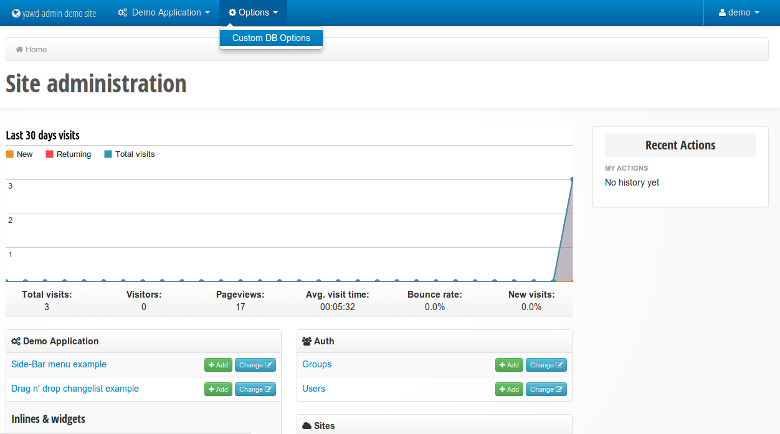 yawd-admin demo site Demo Application Options demo
Custom DB Options
Home
Site administration
Last 30 days visits
New Returning Total visits
3
2
1
Total visits: Visitors: Pageviews: Avg. visit time: Bounce rate: New visits:
3 0 17 00:05:32 0.0% 0.0%
Recent Actions
MY ACTIONS
No history yet
Demo Application
Side-Bar menu example Add Change
Drag n' drop changelist example Add Change
Inlines & widgets
Auth
Groups Add Change
Users Add Change
Sites